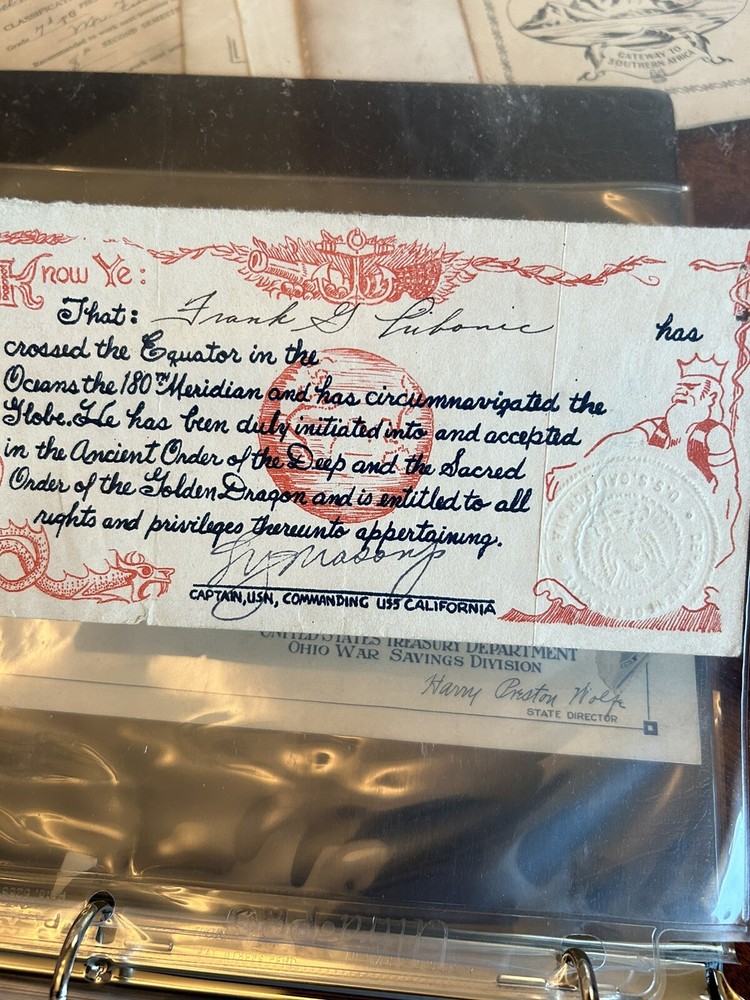 CLASSIFICATION
SECOND SEMESTER
GATEWAY TO
SOUTHERN AFRICA
Know Ye:
That: Frank G Lubonic has
crossed the Equator in the
Oceans the 180TH Meridian and has circumnavigated the
Globe. He has been duly initiated into and accepted
in the Ancient Order of the Deep and the Sacred
Order of the Golden Dragon and is entitled to all
rights and privileges thereunto appertaining.
CAPTAIN, USN, COMMANDING USS CALIFORNIA
UNITED STATES TREASURY DEPARTMENT
OHIO WAR SAVINGS DIVISION
Harry Preston Wolfe
STATE DIRECTOR